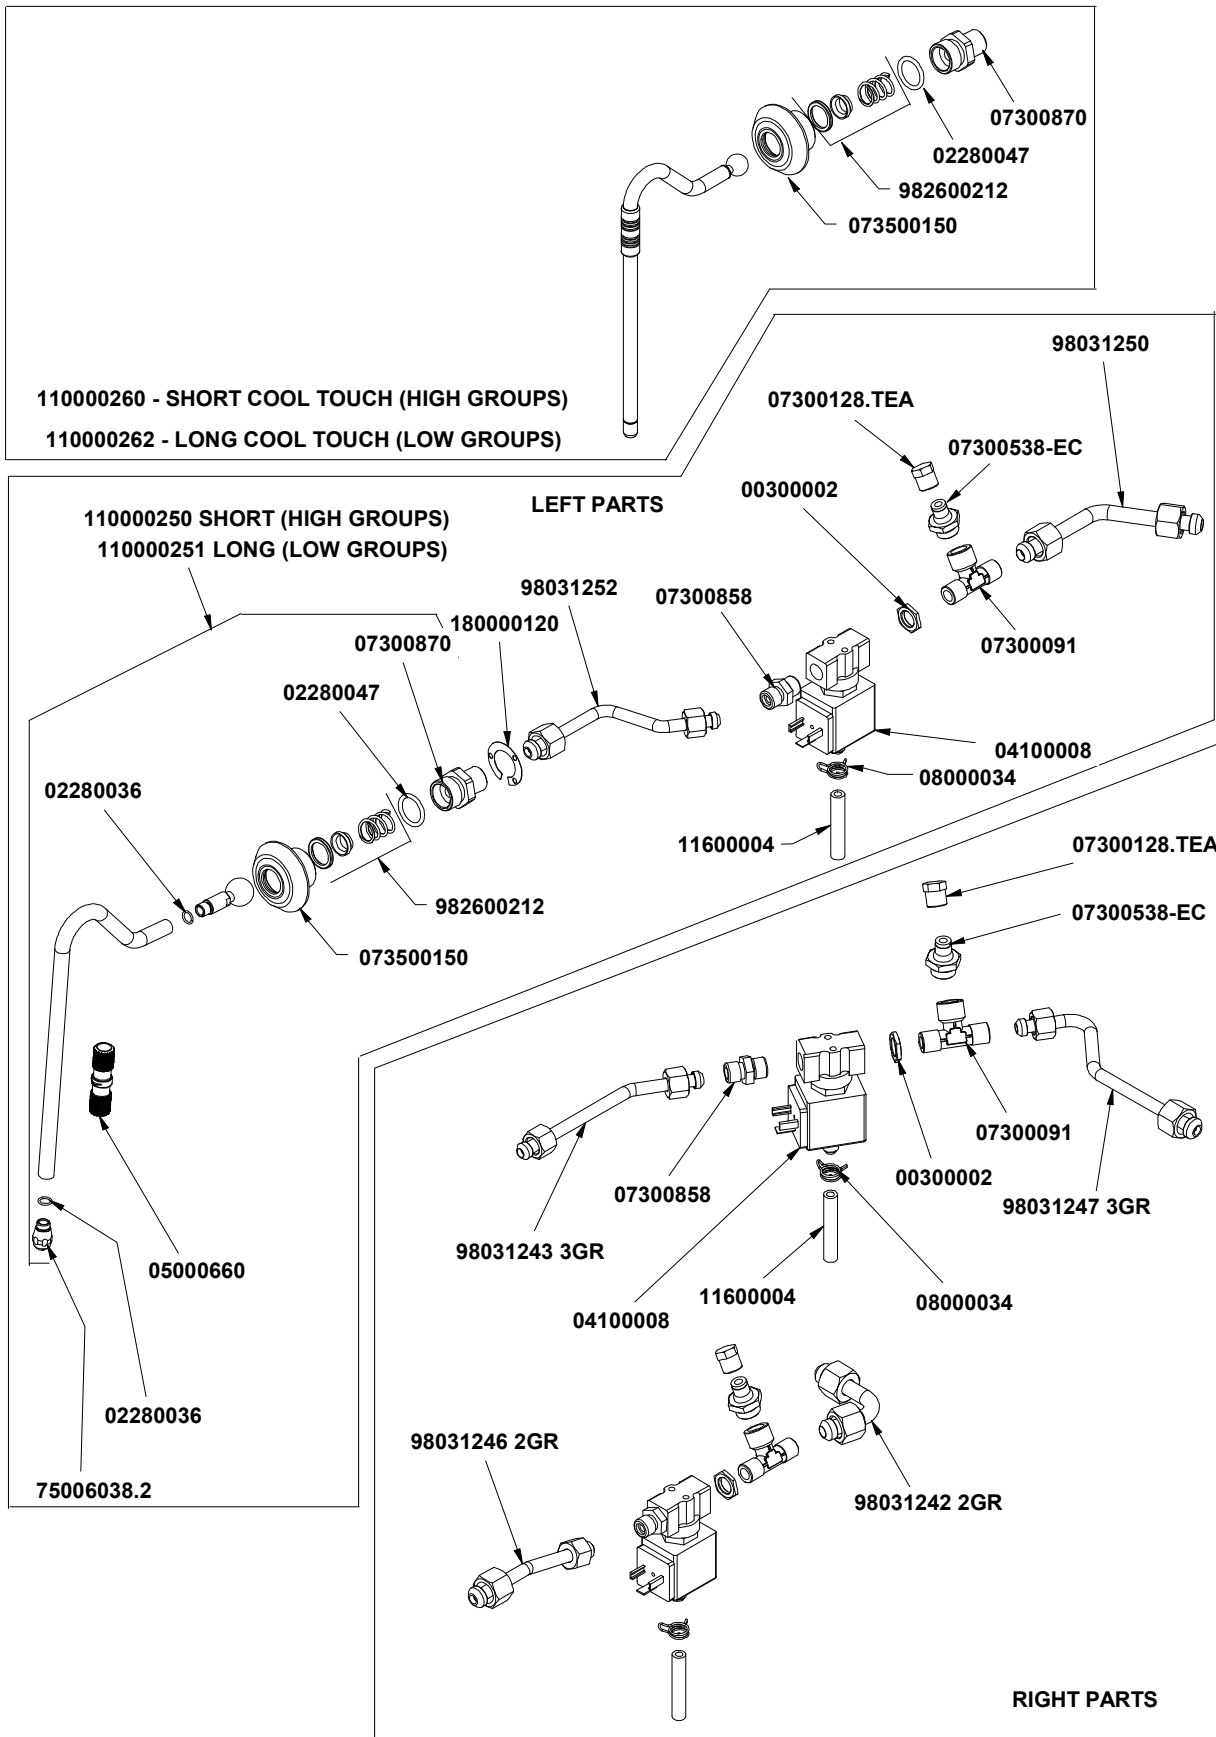 07300870
02280047
982600212
073500150
110000260 - SHORT COOL TOUCH (HIGH GROUPS)
110000262 - LONG COOL TOUCH (LOW GROUPS)
98031250
07300128.TEA
07300538-EC
00300002
LEFT PARTS
110000250 SHORT (HIGH GROUPS)
110000251 LONG (LOW GROUPS)
98031252
07300858
180000120
07300870
07300091
02280047
04100008
08000034
02280036
11600004
07300128.TEA
982600212
07300538-EC
073500150
07300091
00300002
07300858
98031247 3GR
98031243 3GR
05000660
11600004
08000034
04100008
02280036
98031246 2GR
75006038.2
98031242 2GR
RIGHT PARTS